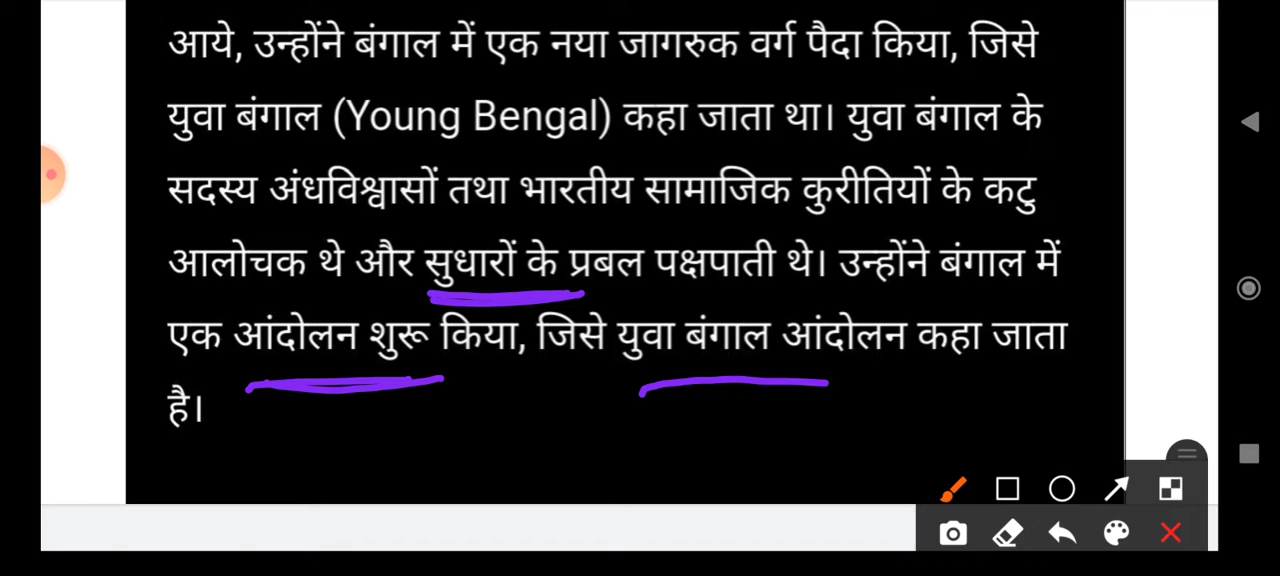 आये, उन्होंने बंगाल में एक नया जागरुक वर्ग पैदा किया, जिसे
युवा बंगाल (Young Bengal) कहा जाता था। युवा बंगाल के
सदस्य अंधविश्वासों तथा भारतीय सामाजिक कुरीतियों के कटु
आलोचक थे और सुधारों के प्रबल पक्षपाती थे। उन्होंने बंगाल में
एक आंदोलन शुरू किया, जिसे युवा बंगाल आंदोलन कहा जाता
है।